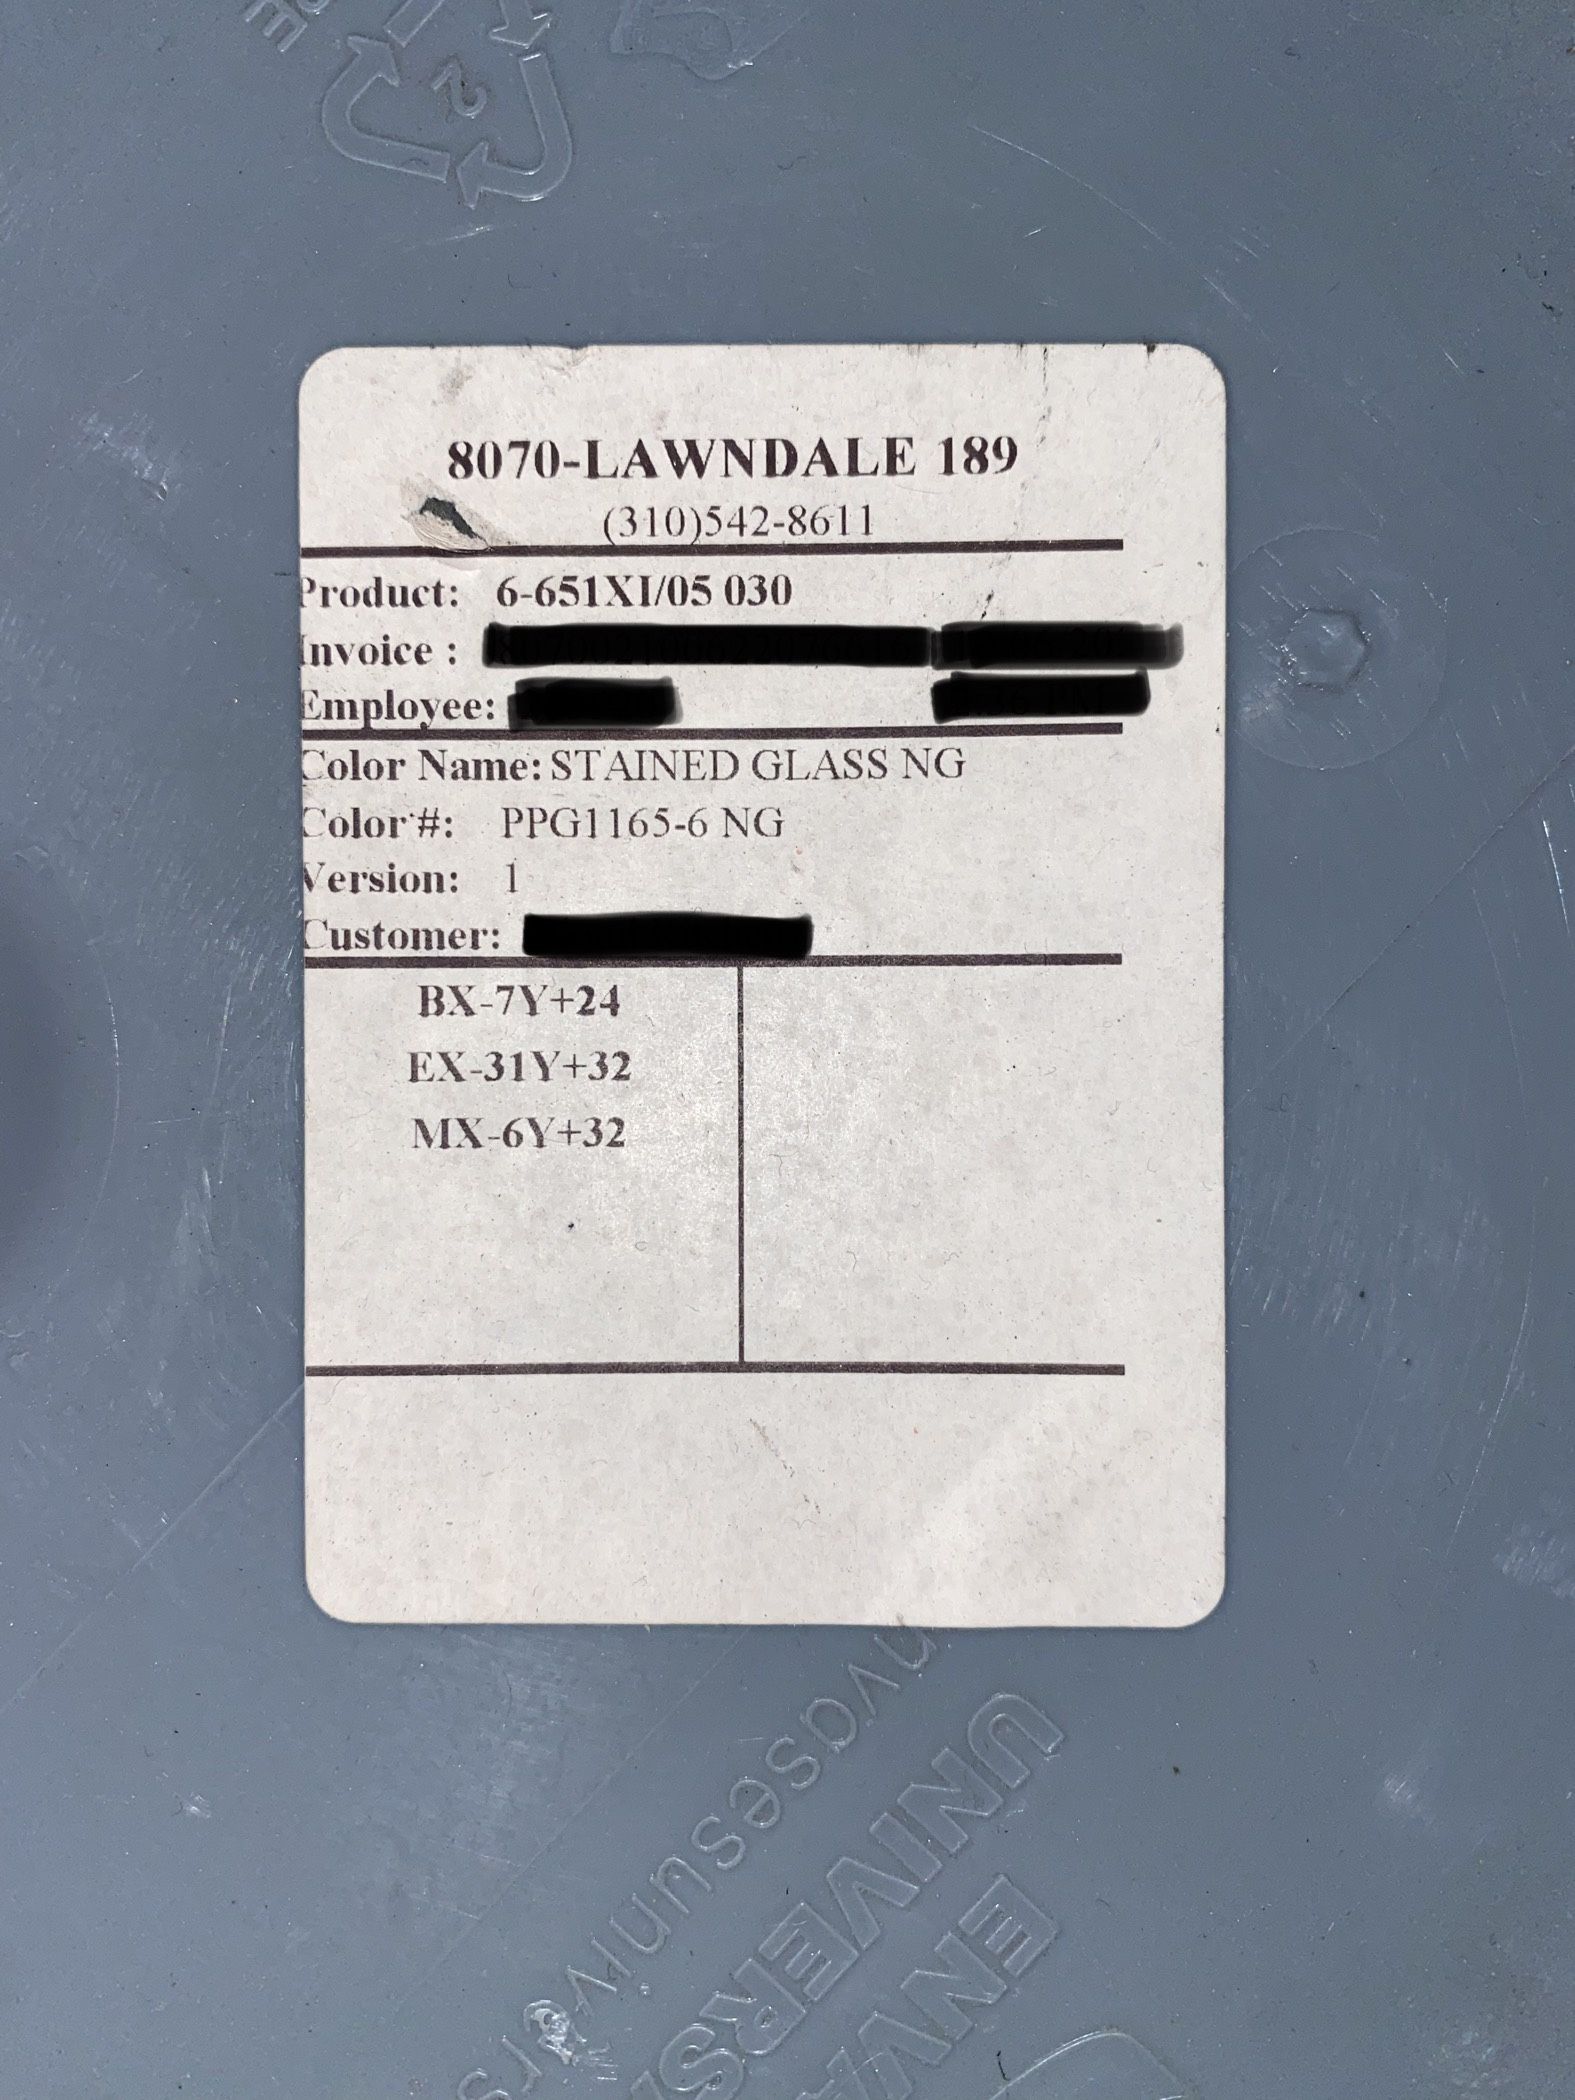 2
8070-LAWNDALE 189
(310)542-8611
Product: 6-651XI/05 030
Invoice :
Employee:
Color Name: STAINED GLASS NG
Color #: PPG1165-6 NG
Version: 1
Customer:
BX-7Y+24
EX-31Y+32
MX-6Y+32